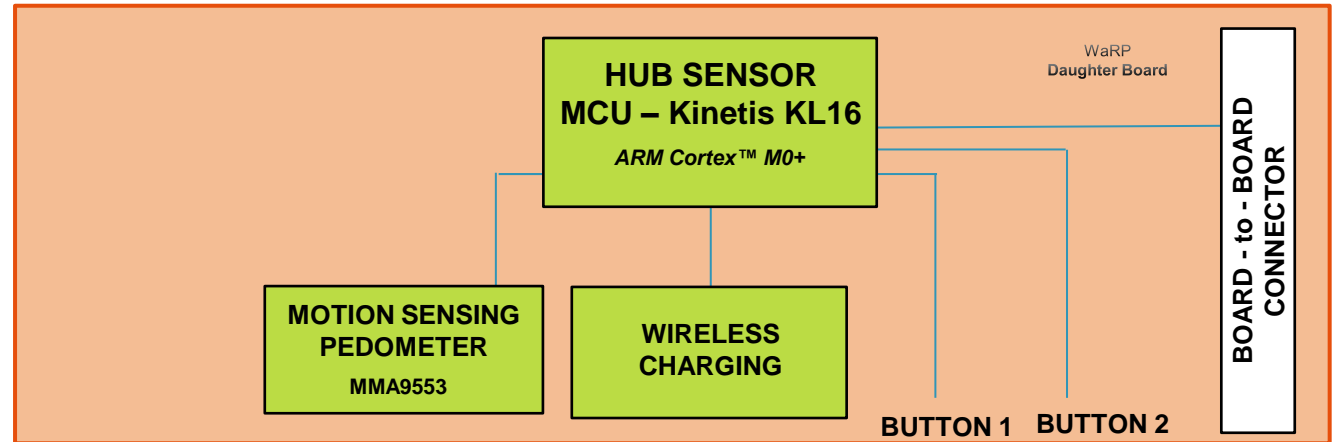 HUB SENSOR
MCU – Kinetis KL16
ARM Cortex™ M0+
WaRP
Daughter Board
BOARD - to - BOARD
CONNECTOR
MOTION SENSING
PEDOMETER
MMA9553
WIRELESS
CHARGING
BUTTON 1
BUTTON 2